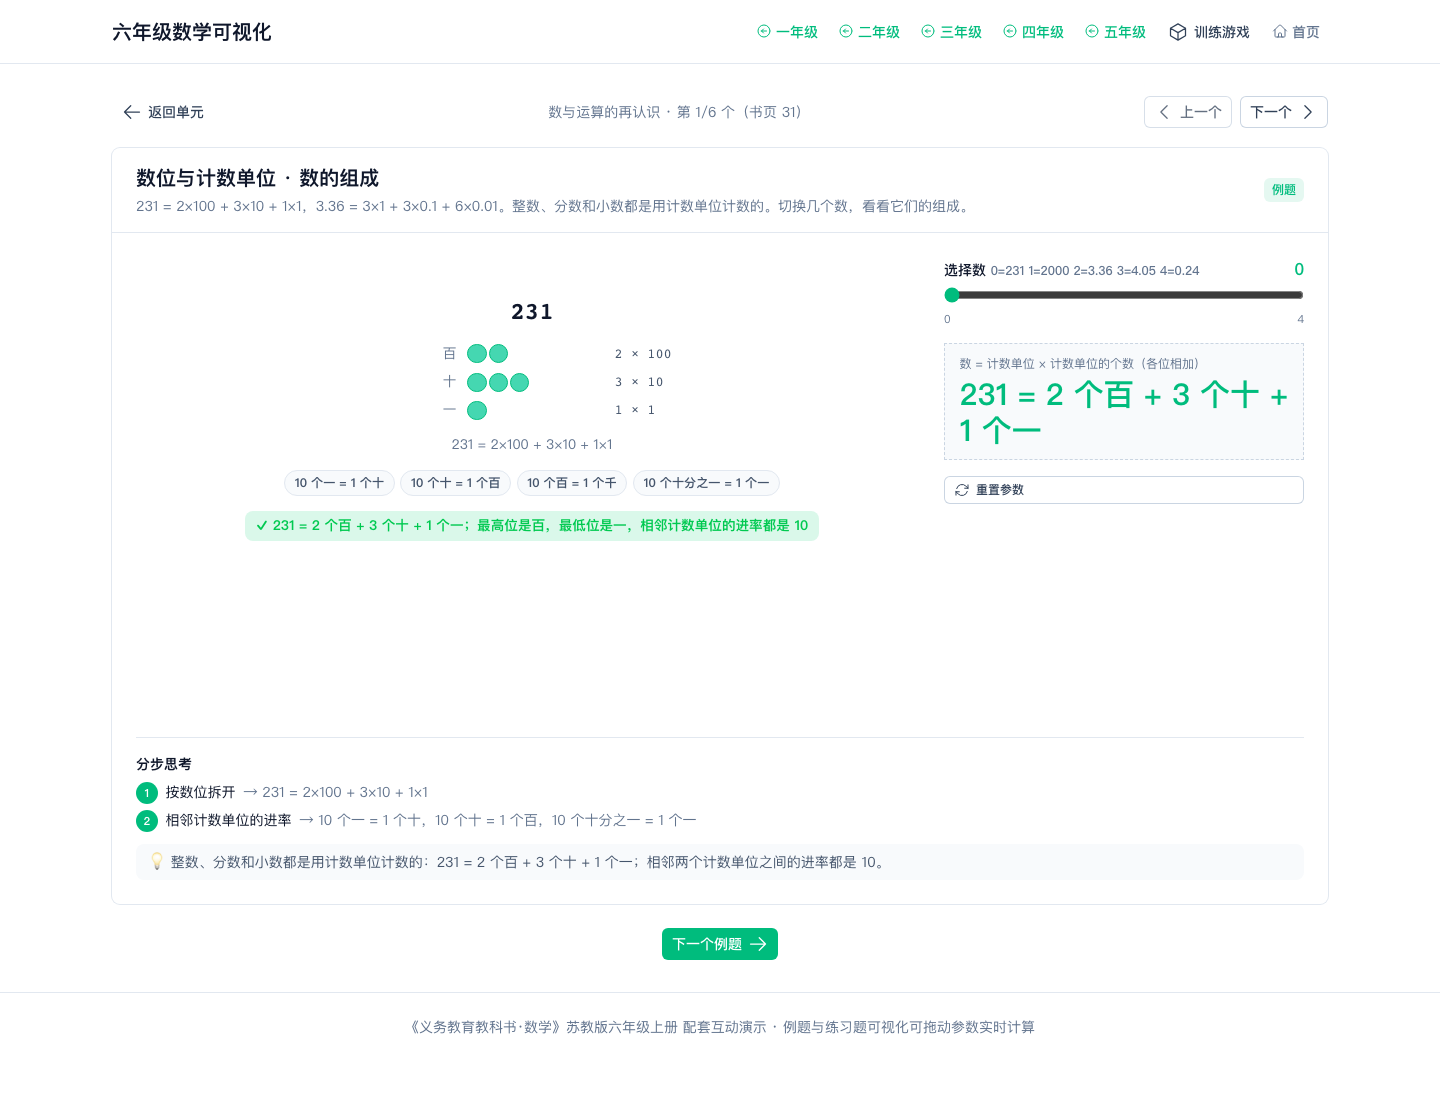 六年级数学可视化
一年级
二年级
三年级
四年级
五年级
训练游戏
首页
返回单元
数与运算的再认识 · 第 1/6 个（书页 31）
上一个
下一个
数位与计数单位 · 数的组成
231 = 2×100 + 3×10 + 1×1，3.36 = 3×1 + 3×0.1 + 6×0.01。整数、分数和小数都是用计数单位计数的。切换几个数，看看它们的组成。
例题
231
百 2 × 100
十 3 × 10
一 1 × 1
231 = 2×100 + 3×10 + 1×1
10 个一 = 1 个十
10 个十 = 1 个百
10 个百 = 1 个千
10 个十分之一 = 1 个一
✓ 231 = 2 个百 + 3 个十 + 1 个一；最高位是百，最低位是一，相邻计数单位的进率都是 10
选择数 0=231 1=2000 2=3.36 3=4.05 4=0.24 0
0 4
数 = 计数单位 × 计数单位的个数（各位相加）
231 = 2 个百 + 3 个十 +
1 个一
重置参数
分步思考
1 按数位拆开 → 231 = 2×100 + 3×10 + 1×1
2 相邻计数单位的进率 → 10 个一 = 1 个十，10 个十 = 1 个百，10 个十分之一 = 1 个一
💡 整数、分数和小数都是用计数单位计数的：231 = 2 个百 + 3 个十 + 1 个一；相邻两个计数单位之间的进率都是 10。
下一个例题 →
《义务教育教科书·数学》苏教版六年级上册 配套互动演示 · 例题与练习题可视化可拖动参数实时计算